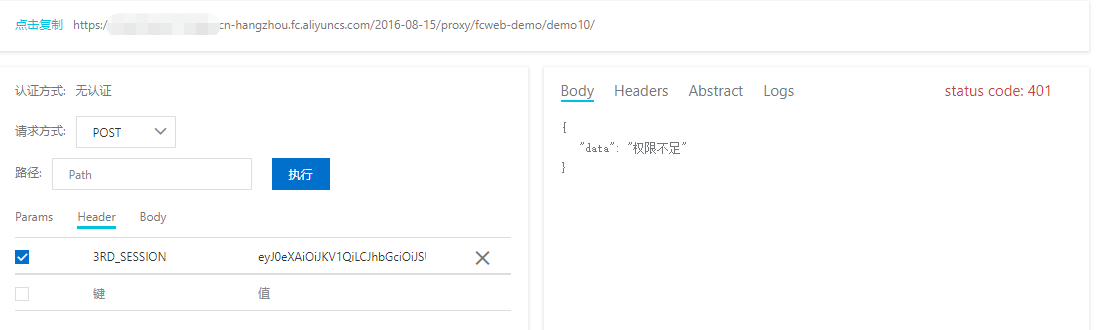 点击复制 https:/ cn-hangzhou.fc.aliyuncs.com/2016-08-15/proxy/fcweb-demo/demo10/
认证方式: 无认证
请求方式: POST
路径: Path 执行
Params Header Body
3RD_SESSION eyJ0eXAiOiJKV1QiLCJhbGciOiJSU
键 值
Body Headers Abstract Logs status code: 401
{
"data": "权限不足"
}